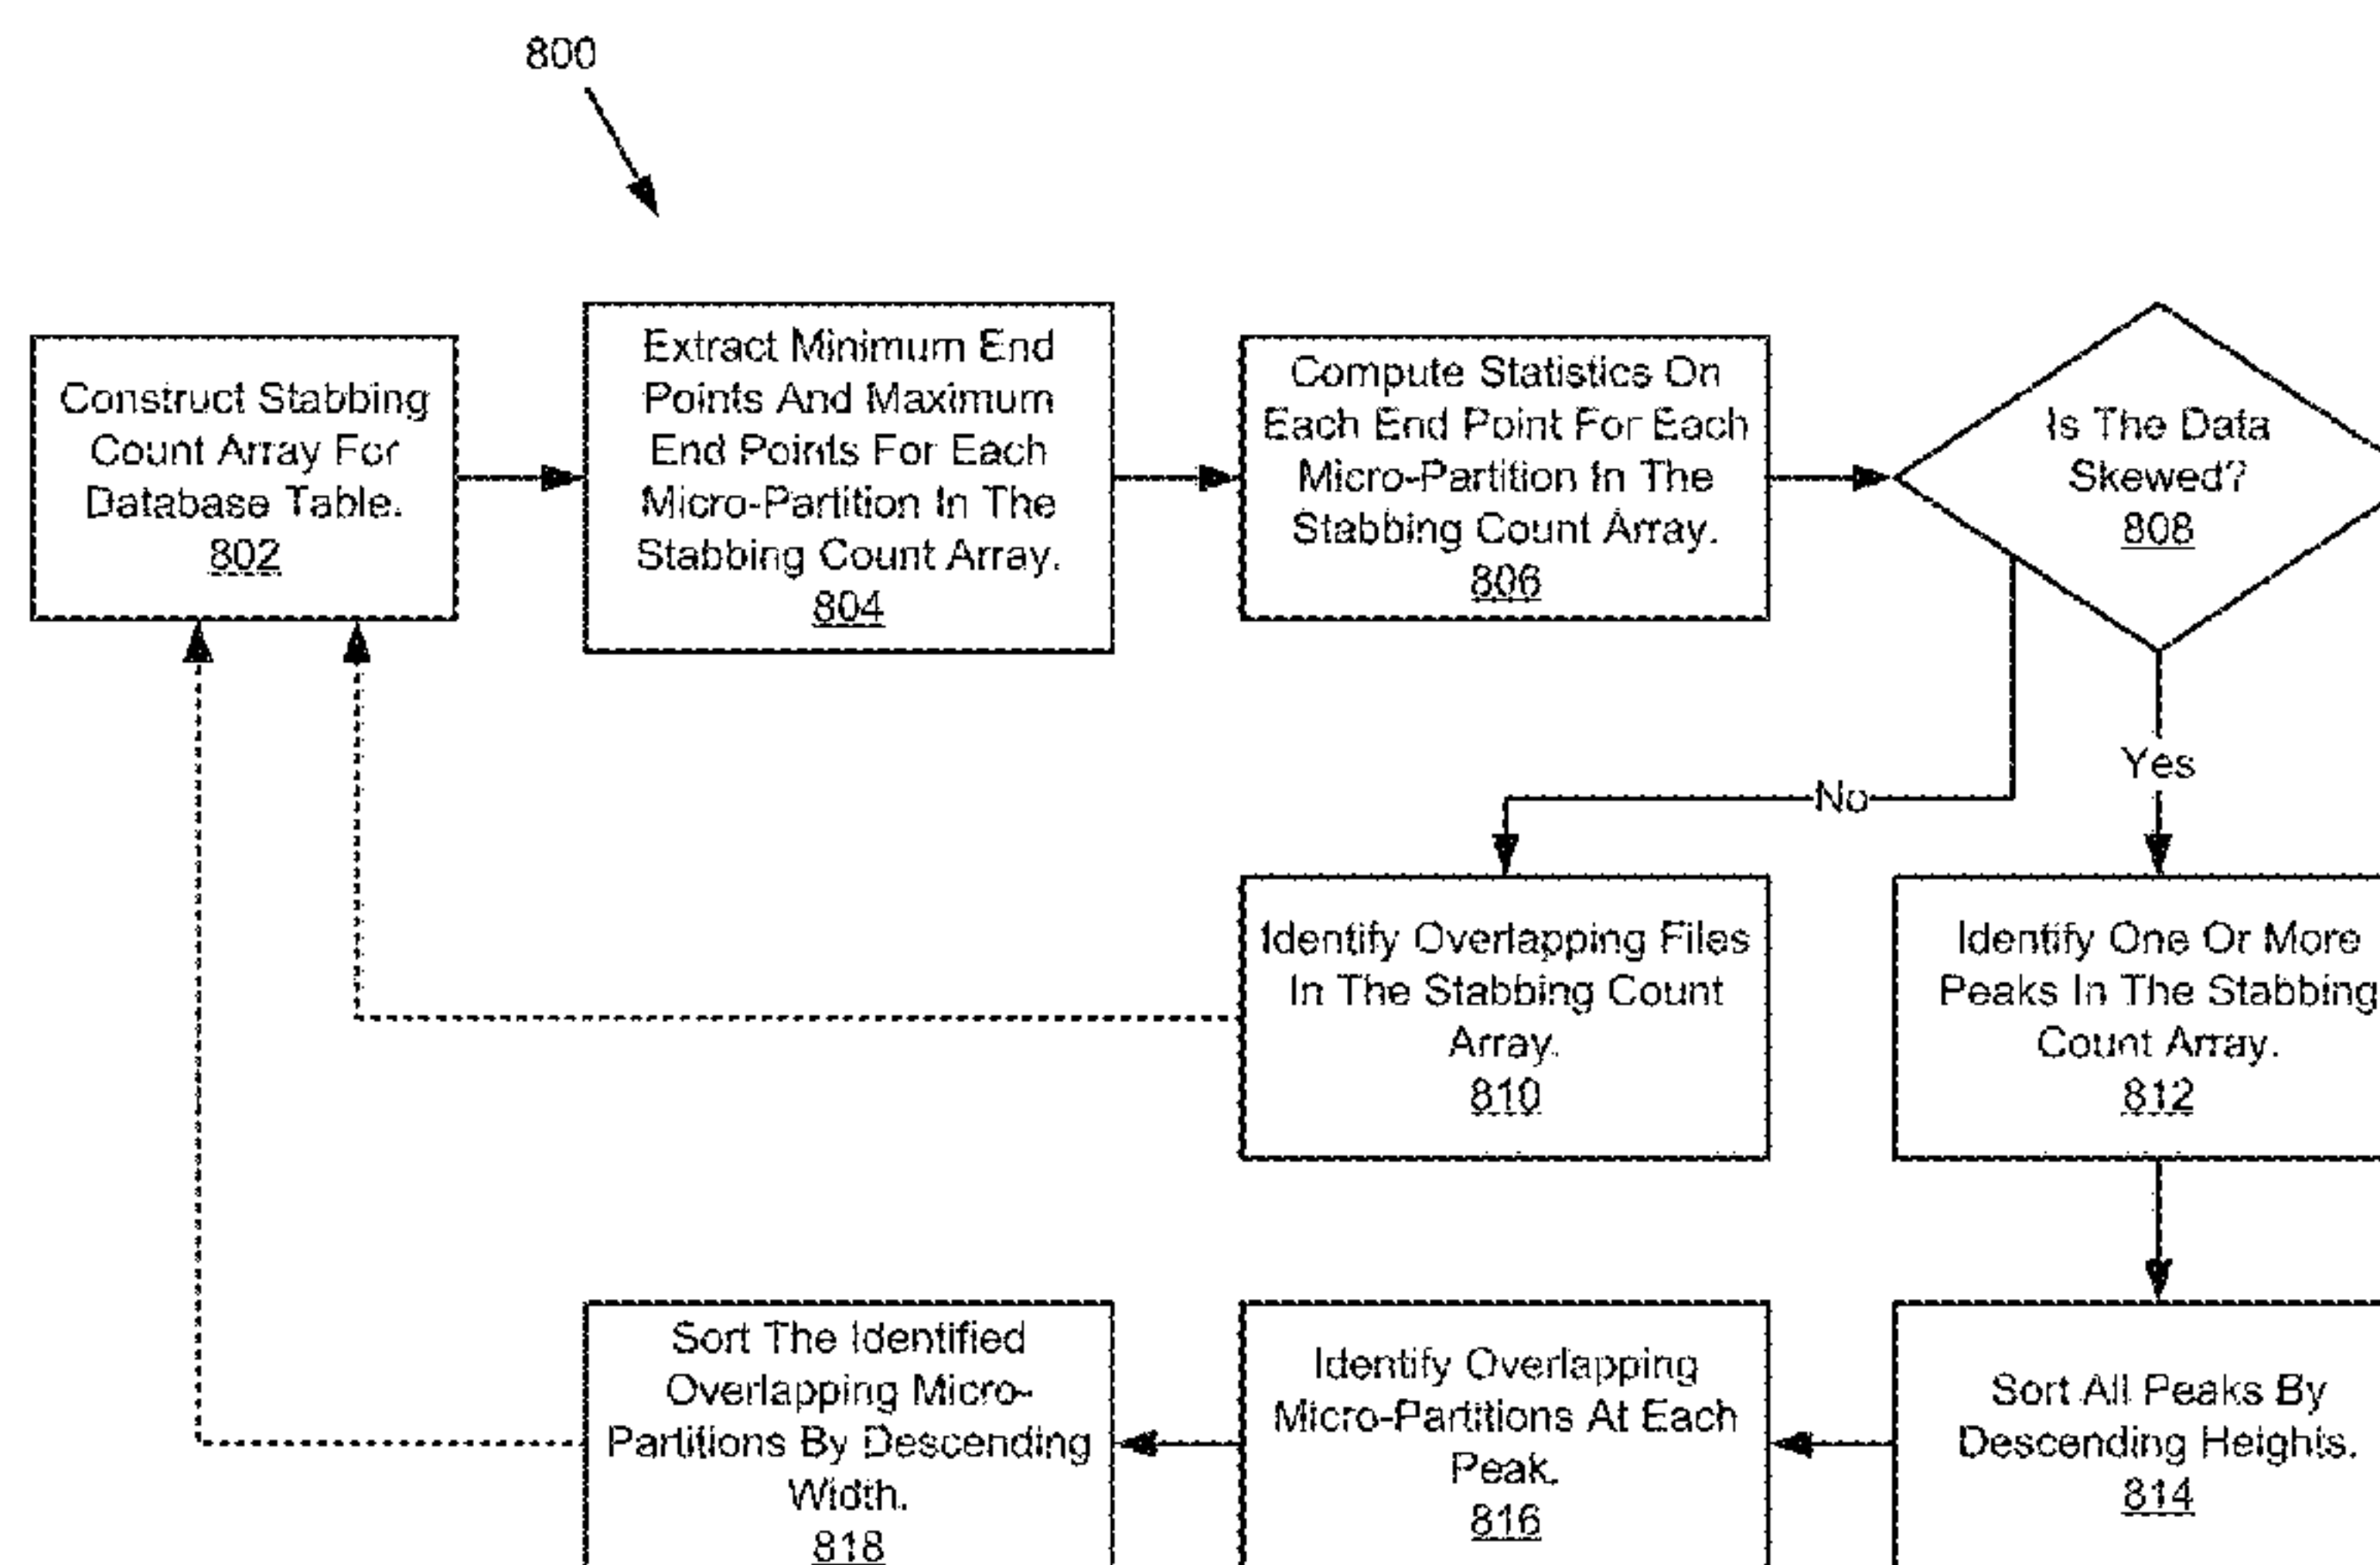 800
Construct Stabbing
Count Array For
Database Table.
802
Extract Minimum End
Points And Maximum
End Points For Each
Micro-Partition In The
Stabbing Count Array.
804
Compute Statistics On
Each End Point For Each
Micro-Partition In The
Stabbing Count Array.
806
Is The Data
Skewed?
808
No
Yes
Identify Overlapping Files
In The Stabbing Count
Array.
810
Identify One Or More
Peaks In The Stabbing
Count Array.
812
Sort The Identified
Overlapping Micro-
Partitions By Descending
Width.
818
Identify Overlapping
Micro-Partitions At Each
Peak.
816
Sort All Peaks By
Descending Heights.
814